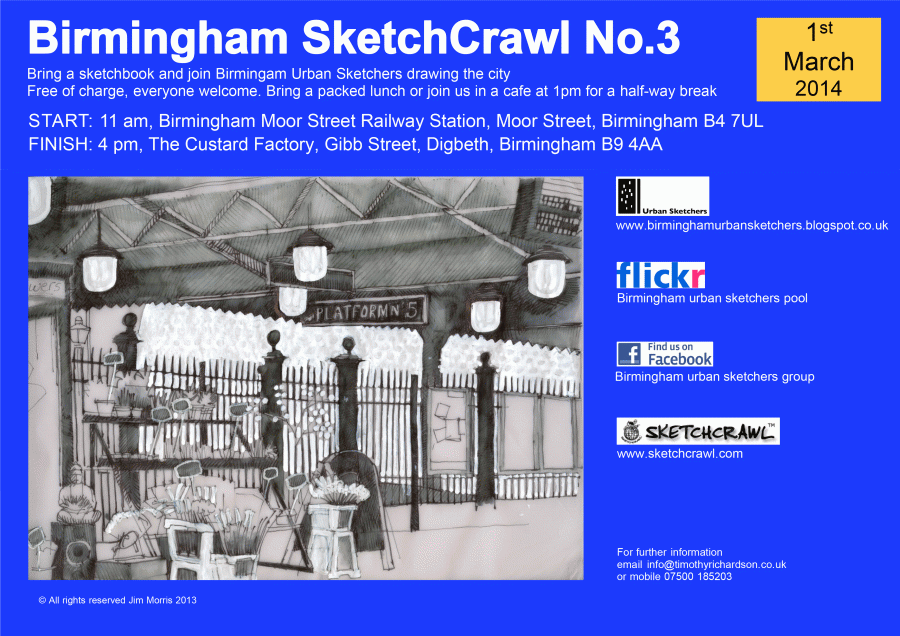 Birmingham SketchCrawl No.3
1st
March
2014
Bring a sketchbook and join Birmingam Urban Sketchers drawing the city
Free of charge, everyone welcome. Bring a packed lunch or join us in a cafe at 1pm for a half-way break
START: 11 am, Birmingham Moor Street Railway Station, Moor Street, Birmingham B4 7UL
FINISH: 4 pm, The Custard Factory, Gibb Street, Digbeth, Birmingham B9 4AA
wers
PLATFORM Nº 5
Urban Sketchers
www.birminghamurbansketchers.blogspot.co.uk
flickr
Birmingham urban sketchers pool
f
Find us on
Facebook
Birmingham urban sketchers group
SKETCHCRAWL™
www.sketchcrawl.com
For further information
email info@timothyrichardson.co.uk
or mobile 07500 185203
© All rights reserved Jim Morris 2013